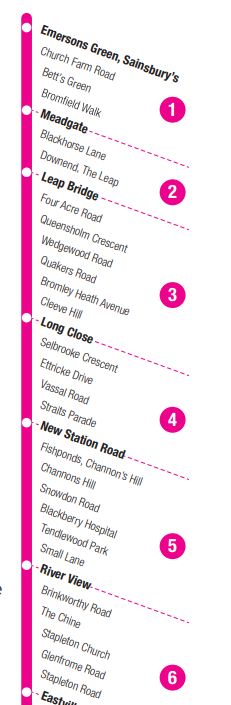 Emersons Green, Sainsbury's
Church Farm Road
Bett's Green
Bromfield Walk
1
Meadgate
Blackhorse Lane
Downend, The Leap
2
Leap Bridge
Four Acre Road
Queensholm Crescent
Wedgewood Road
Quakers Road
Bromley Heath Avenue
Cleeve Hill
3
Long Close
Selbrooke Crescent
Ettricke Drive
Vassal Road
Straits Parade
4
New Station Road
Fishponds, Channon's Hill
Channons Hill
Snowdon Road
Blackberry Hospital
Tendlewood Park
Small Lane
5
River View
Brinkworthy Road
The Chine
Stapleton Church
Glenfrome Road
Stapleton Road
6